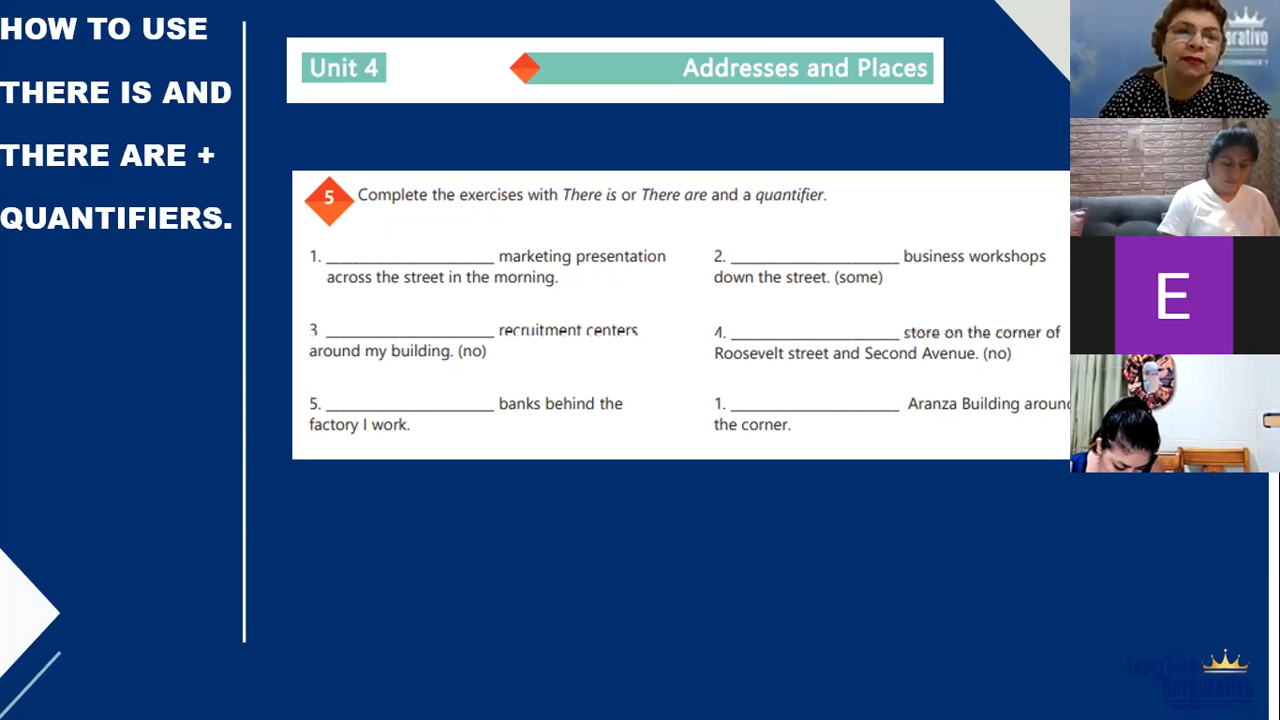 HOW TO USE
THERE IS AND
THERE ARE +
QUANTIFIERS.
Unit 4
Addresses and Places
5 Complete the exercises with There is or There are and a quantifier.
1. ____________________ marketing presentation
across the street in the morning.
2. ____________________ business workshops
down the street. (some)
3 ____________________ recruitment centers
around my building. (no)
4. ____________________ store on the corner of
Roosevelt street and Second Avenue. (no)
5. ____________________ banks behind the
factory I work.
1. ____________________ Aranza Building around
the corner.
E
Ingles
Corporativo